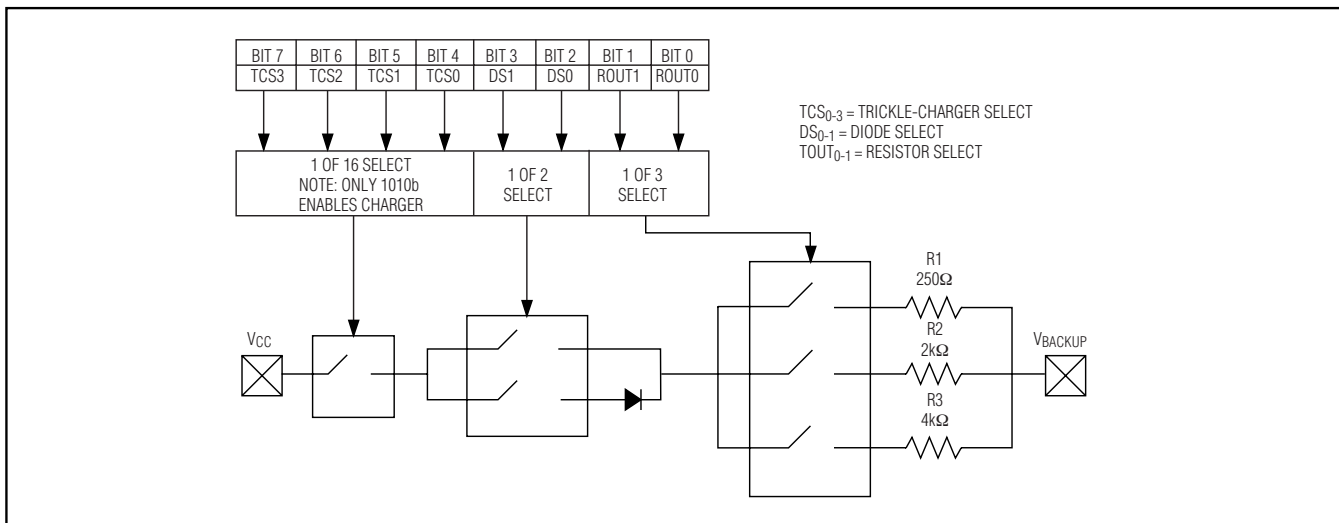 BIT 7 BIT 6 BIT 5 BIT 4 BIT 3 BIT 2 BIT 1 BIT 0
TCS3 TCS2 TCS1 TCS0 DS1 DS0 ROUT1 ROUT0
TCS0-3 = TRICKLE-CHARGER SELECT
DS0-1 = DIODE SELECT
TOUT0-1 = RESISTOR SELECT
1 OF 16 SELECT
NOTE: ONLY 1010b
ENABLES CHARGER
1 OF 2
SELECT
1 OF 3
SELECT
R1
250Ω
VCC
R2
2kΩ
VBACKUP
R3
4kΩ